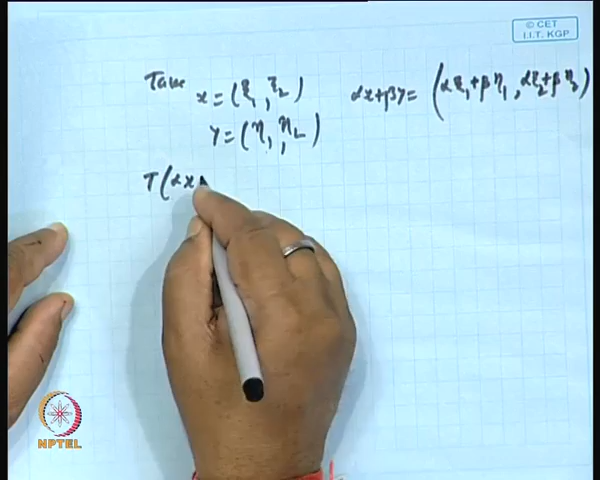 © CET
I.I.T. KGP
Take x = (ξ₁, ξ₂) αx+βy = (αξ₁+βη₁, αξ₂+βη₂)
y = (η₁, η₂)
T(αx
NPTEL